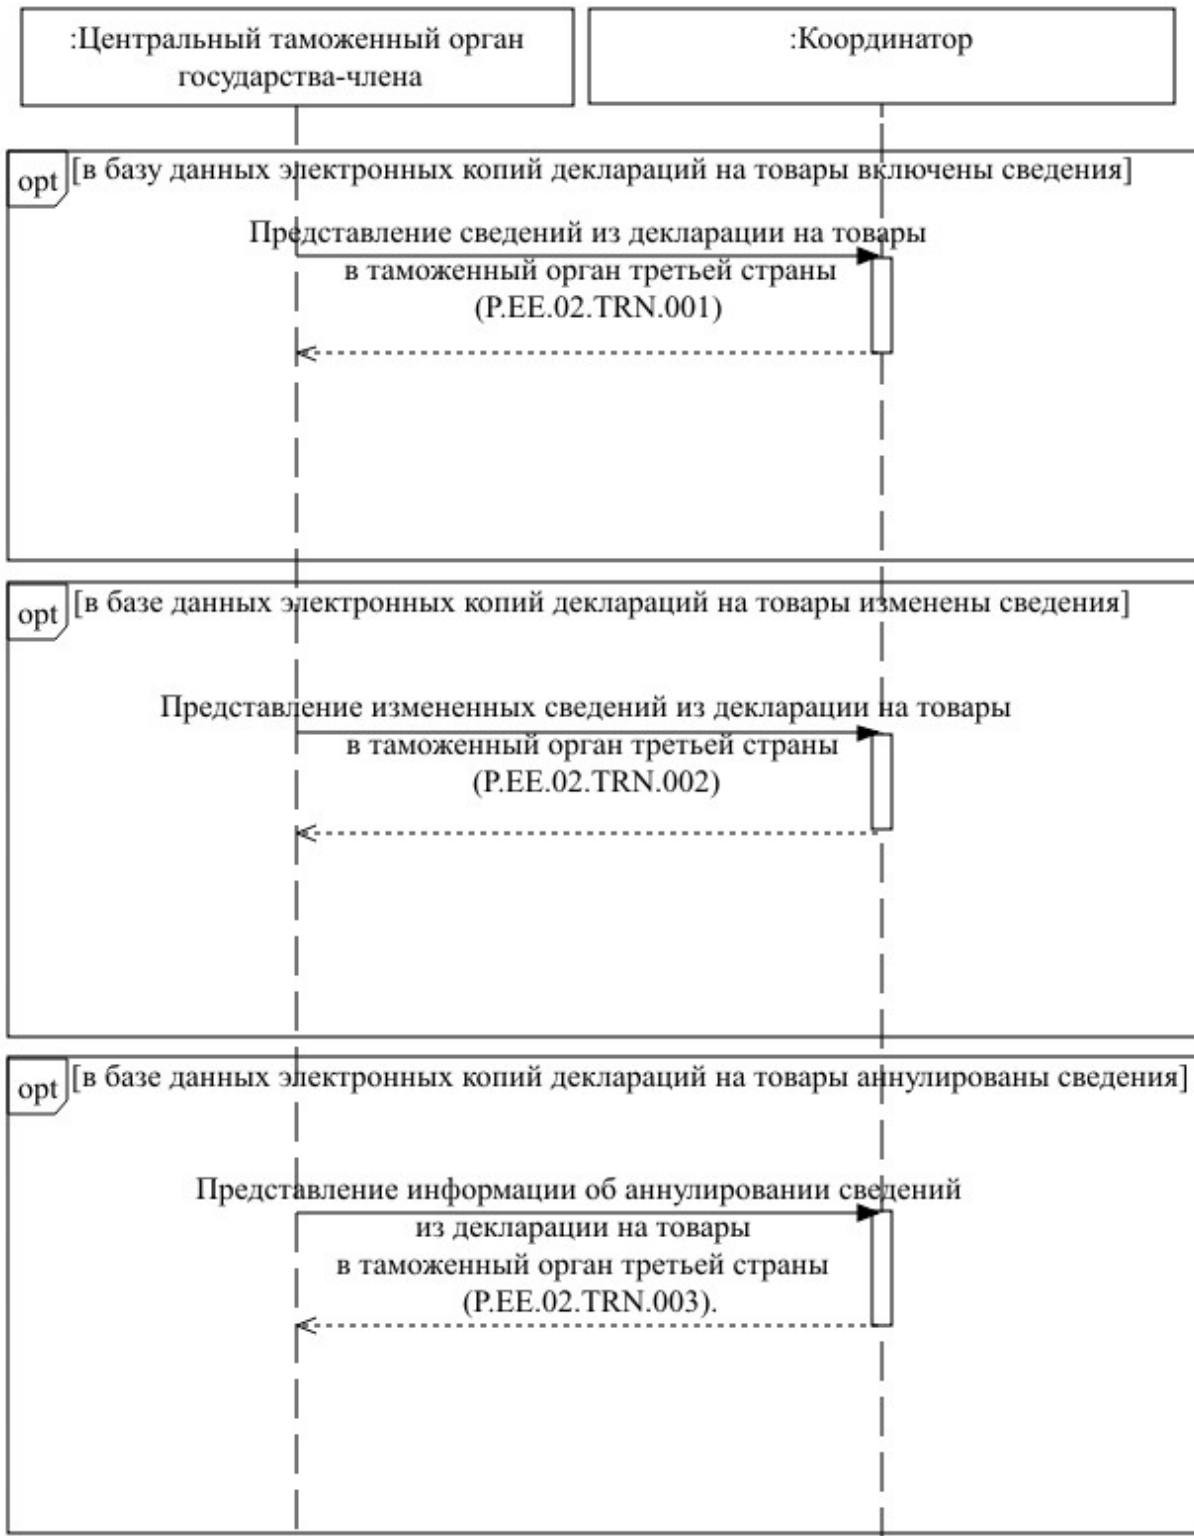 :Центральный таможенный орган
государства-члена
:Координатор
opt
[в базу данных электронных копий деклараций на товары включены сведения]
Представление сведений из декларации на товары
в таможенный орган третьей страны
(P.EE.02.TRN.001)
opt
[в базе данных электронных копий деклараций на товары изменены сведения]
Представление измененных сведений из декларации на товары
в таможенный орган третьей страны
(P.EE.02.TRN.002)
opt
[в базе данных электронных копий деклараций на товары аннулированы сведения]
Представление информации об аннулировании сведений
из декларации на товары
в таможенный орган третьей страны
(P.EE.02.TRN.003).